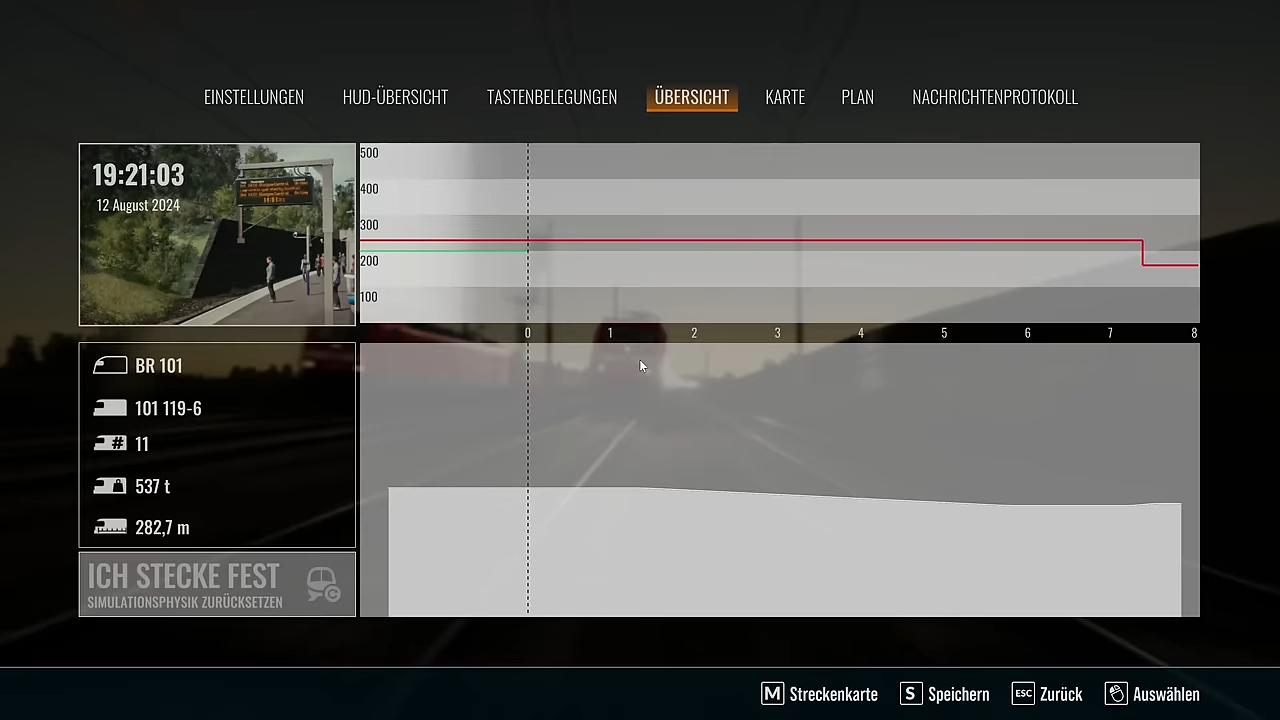 EINSTELLUNGEN HUD-ÜBERSICHT TASTENBELEGUNGEN ÜBERSICHT KARTE PLAN NACHRICHTENPROTOKOLL
19:21:03
12 August 2024
500
400
300
200
100
0 1 2 3 4 5 6 7 8
BR 101
101 119-6
# 11
537 t
282,7 m
ICH STECKE FEST
SIMULATIONSPHYSIK ZURÜCKSETZEN
M Streckenkarte S Speichern ESC Zurück Auswählen